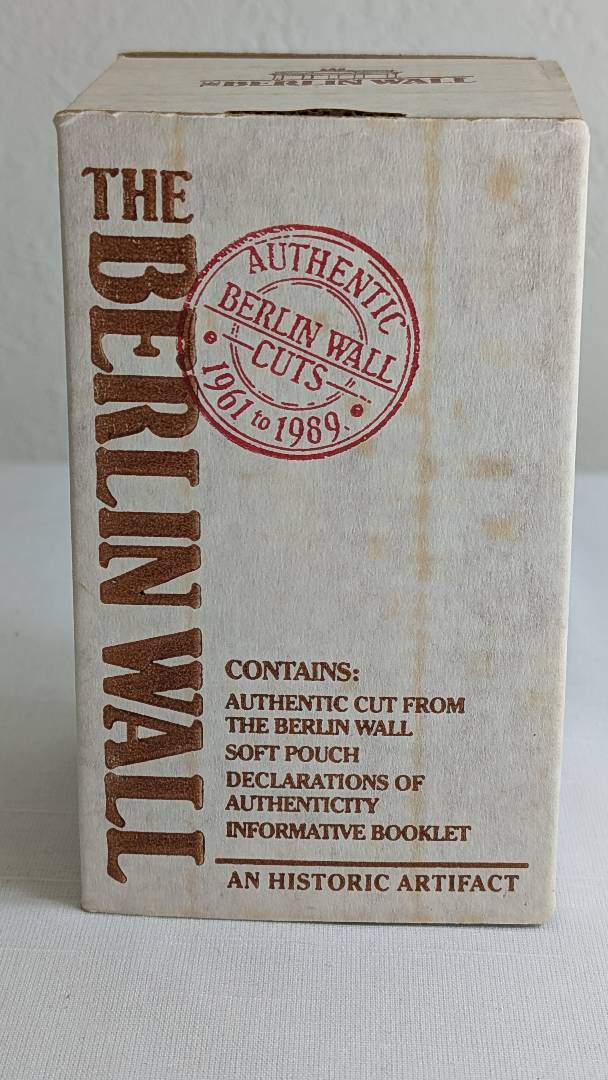 THE BERLIN WALL
THE BERLIN WALL
AUTHENTIC
BERLIN WALL
CUTS
1961 to 1989.
CONTAINS:
AUTHENTIC CUT FROM
THE BERLIN WALL
SOFT POUCH
DECLARATIONS OF
AUTHENTICITY
INFORMATIVE BOOKLET
AN HISTORIC ARTIFACT